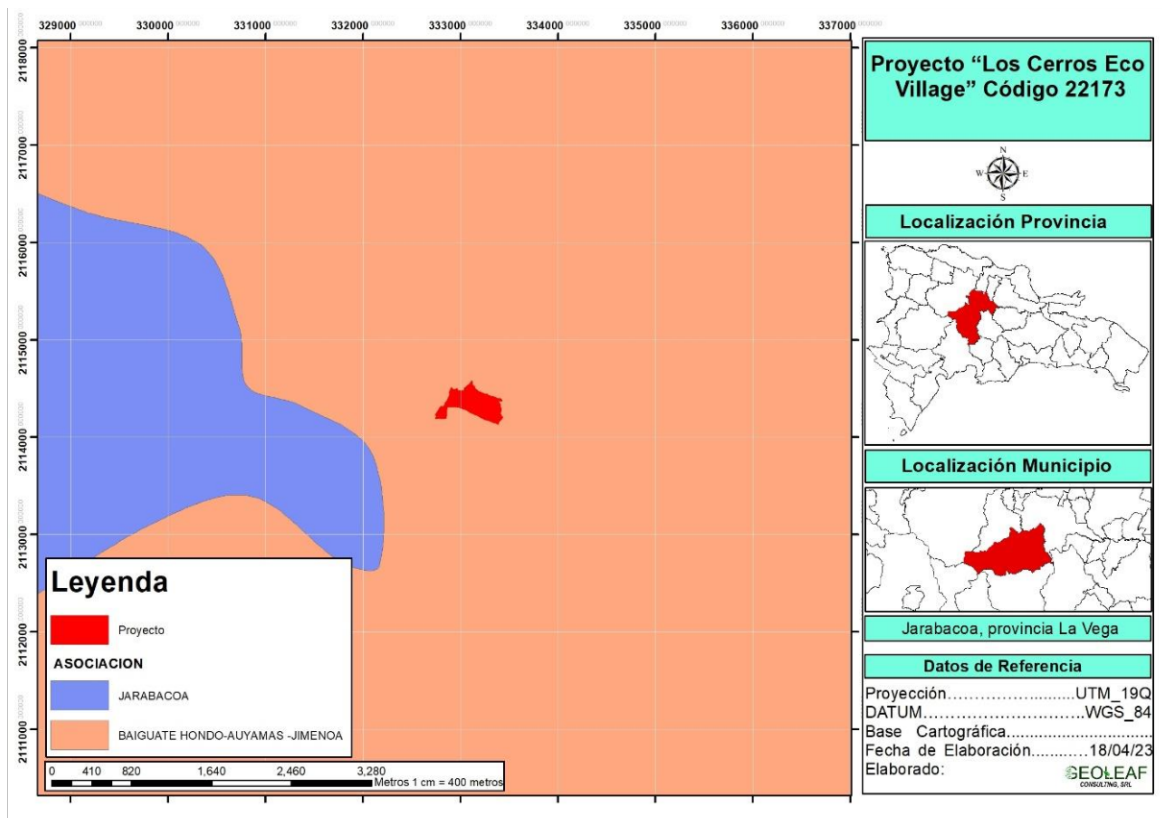 329000 330000 331000 332000 333000 334000 335000 336000 337000
2118000
2117000
2116000
2115000
2114000
2113000
2112000
2111000
Leyenda
Proyecto
ASOCIACION
JARABACOA
BAIGUATE HONDO-AUYAMAS -JIMENOA
0 410 820 1,640 2,460 3,280
Metros 1 cm = 400 metros
Proyecto “Los Cerros Eco
Village” Código 22173
N
W E
S
Localización Provincia
Localización Municipio
Jarabacoa, provincia La Vega
Datos de Referencia
Proyección........................UTM_19Q
DATUM..............................WGS_84
Base Cartográfica...........................
Fecha de Elaboración...........18/04/23
Elaborado:
GEOLEAF
CONSULTING, SRL